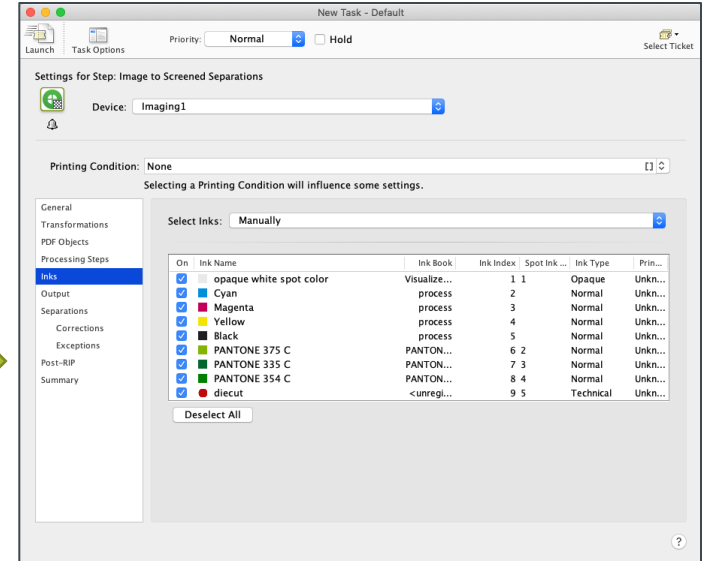 New Task - Default
Launch
Task Options
Priority: Normal
Hold
Select Ticket
Settings for Step: Image to Screened Separations
Device: Imaging1
Printing Condition: None []
Selecting a Printing Condition will influence some settings.
General
Transformations
PDF Objects
Processing Steps
Inks
Output
Separations
Corrections
Exceptions
Post-RIP
Summary
Select Inks: Manually
On Ink Name Ink Book Ink Index Spot Ink ... Ink Type Prin...
opaque white spot color Visualize... 1 1 Opaque Unkn...
Cyan process 2 Normal Unkn...
Magenta process 3 Normal Unkn...
Yellow process 4 Normal Unkn...
Black process 5 Normal Unkn...
PANTONE 375 C PANTON... 6 2 Normal Unkn...
PANTONE 335 C PANTON... 7 3 Normal Unkn...
PANTONE 354 C PANTON... 8 4 Normal Unkn...
diecut <unregi... 9 5 Technical Unkn...
Deselect All
?